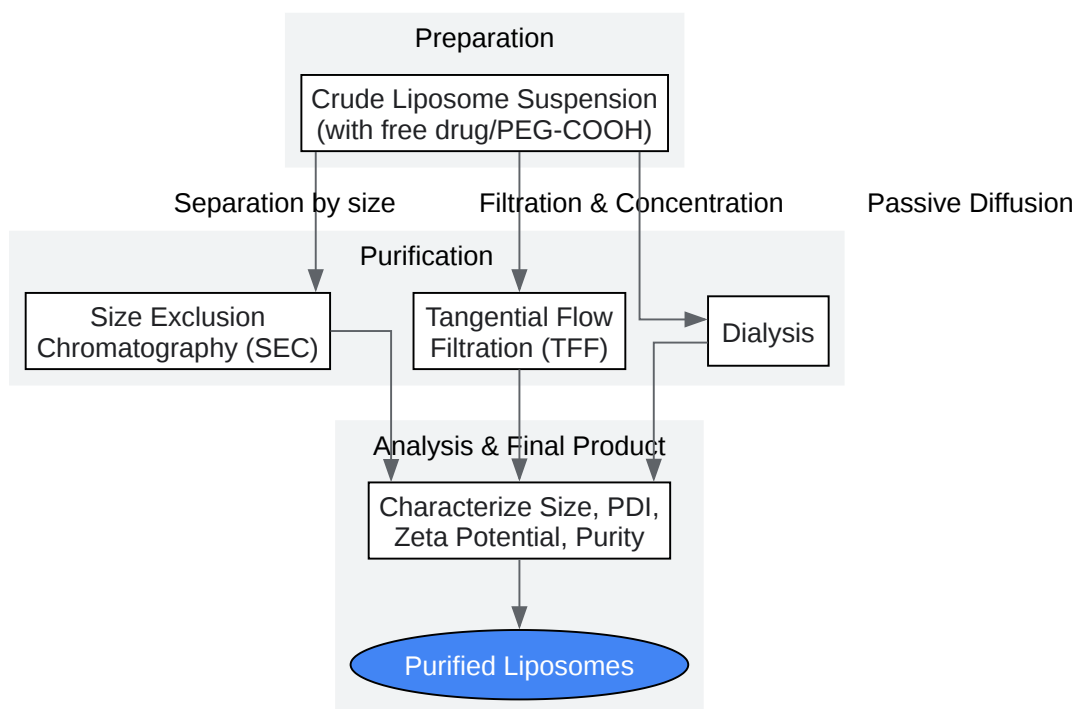 Preparation
Crude Liposome Suspension
(with free drug/PEG-COOH)
Separation by size
Filtration & Concentration
Passive Diffusion
Purification
Size Exclusion
Chromatography (SEC)
Tangential Flow
Filtration (TFF)
Dialysis
Analysis & Final Product
Characterize Size, PDI,
Zeta Potential, Purity
Purified Liposomes